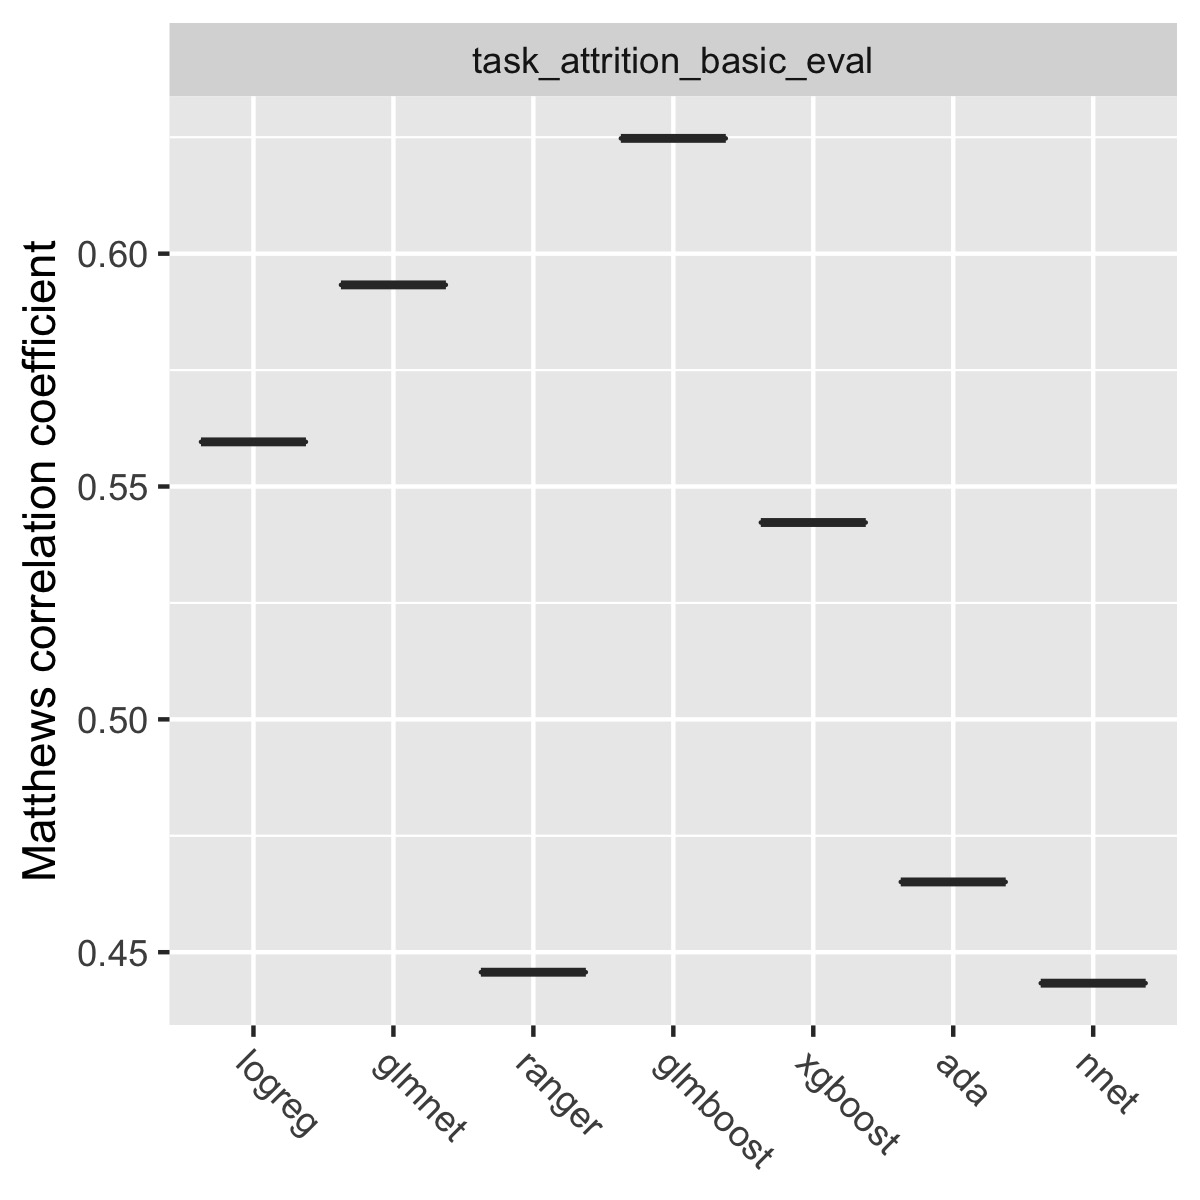 task_attrition_basic_eval
Matthews correlation coefficient
0.60
0.55
0.50
0.45
logreg
glmnet
ranger
glmboost
xgboost
ada
nnet